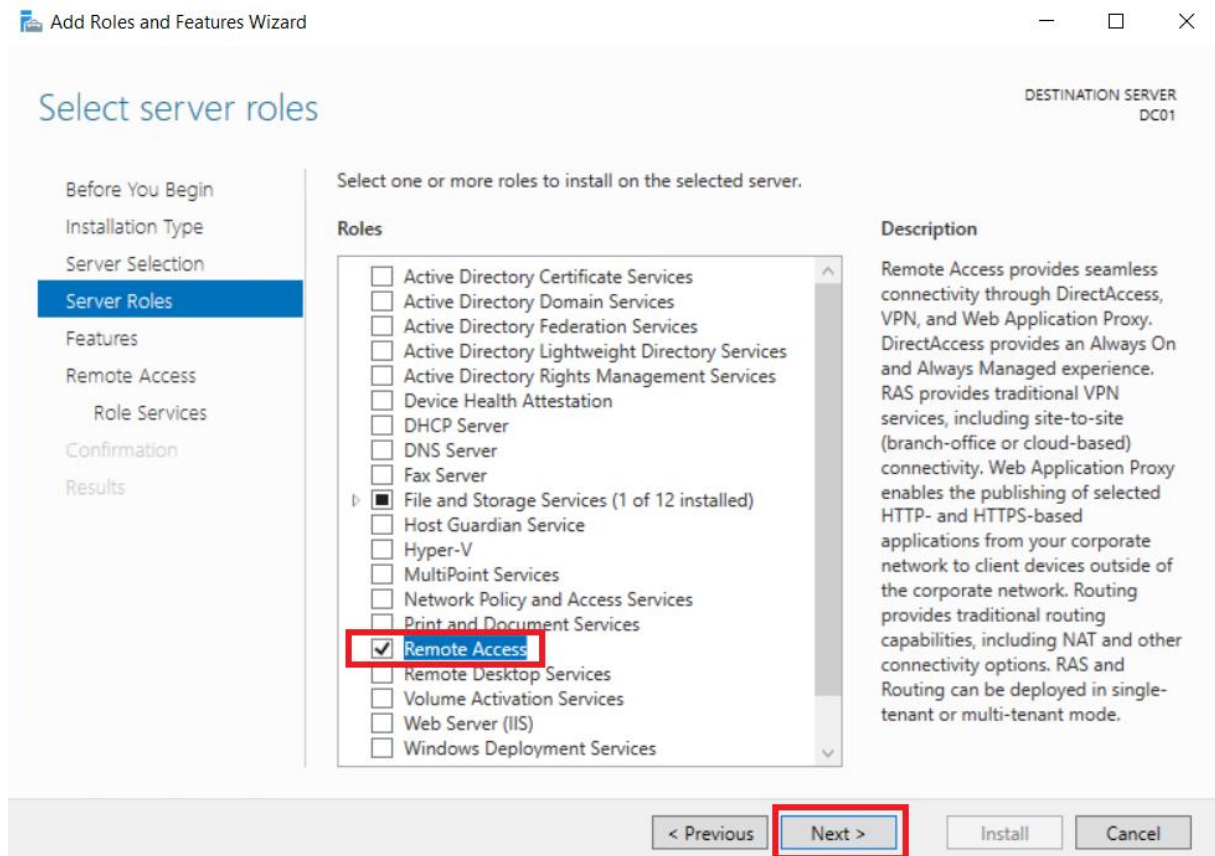 Add Roles and Features Wizard
Select server roles
DESTINATION SERVER
DC01
Before You Begin
Installation Type
Server Selection
Server Roles
Features
Remote Access
Role Services
Confirmation
Results
Select one or more roles to install on the selected server.
Roles
Active Directory Certificate Services
Active Directory Domain Services
Active Directory Federation Services
Active Directory Lightweight Directory Services
Active Directory Rights Management Services
Device Health Attestation
DHCP Server
DNS Server
Fax Server
File and Storage Services (1 of 12 installed)
Host Guardian Service
Hyper-V
MultiPoint Services
Network Policy and Access Services
Print and Document Services
Remote Access
Remote Desktop Services
Volume Activation Services
Web Server (IIS)
Windows Deployment Services
Description
Remote Access provides seamless
connectivity through DirectAccess,
VPN, and Web Application Proxy.
DirectAccess provides an Always On
and Always Managed experience.
RAS provides traditional VPN
services, including site-to-site
(branch-office or cloud-based)
connectivity. Web Application Proxy
enables the publishing of selected
HTTP- and HTTPS-based
applications from your corporate
network to client devices outside of
the corporate network. Routing
provides traditional routing
capabilities, including NAT and other
connectivity options. RAS and
Routing can be deployed in single-
tenant or multi-tenant mode.
< Previous
Next >
Install
Cancel